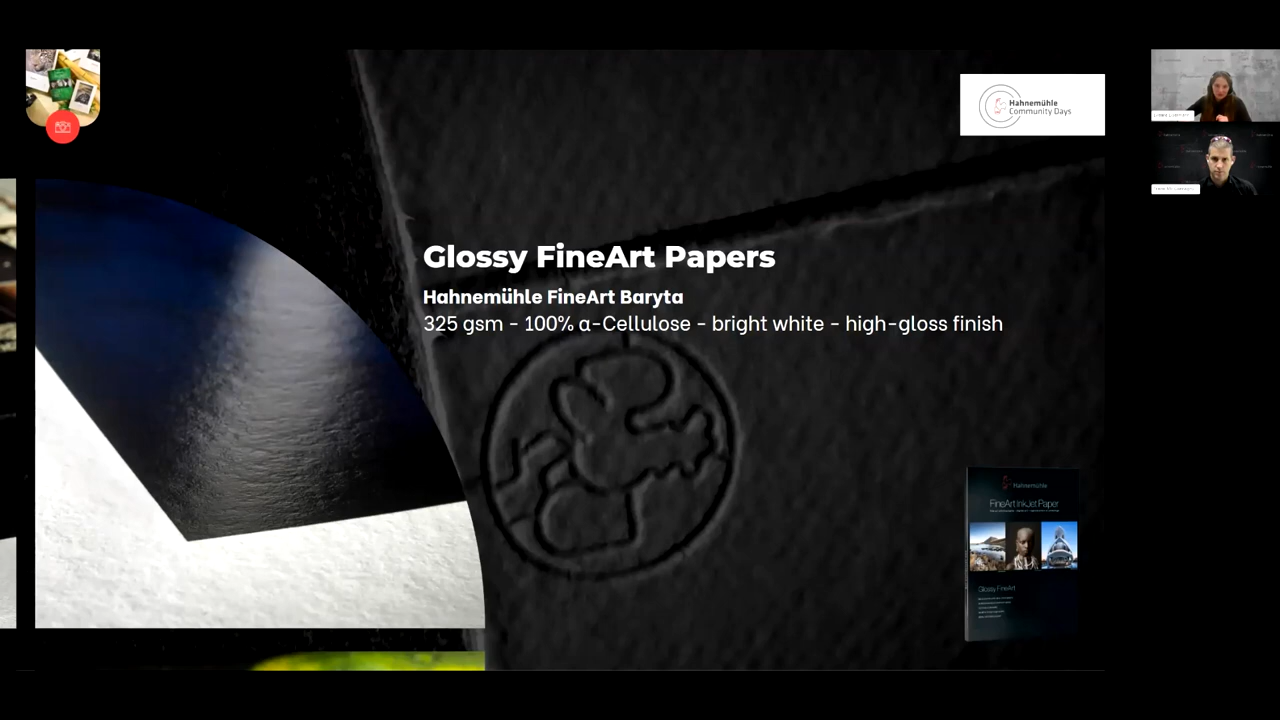 Hahnemühle
Community Days
Glossy FineArt Papers
Hahnemühle FineArt Baryta
325 gsm - 100% α-Cellulose - bright white - high-gloss finish
Hahnemühle
FineArt InkJet Paper
Glossy FineArt